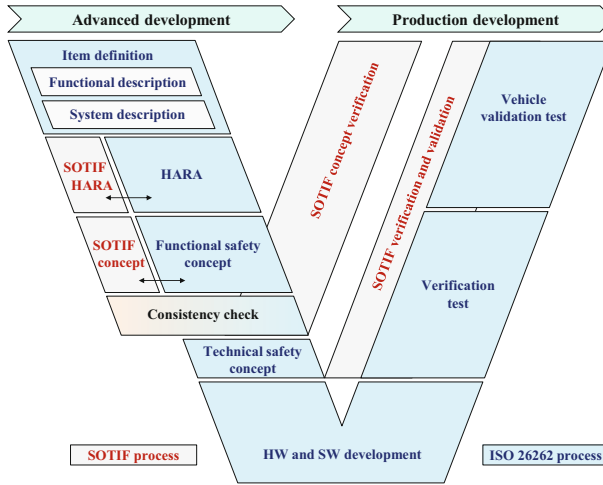 Advanced development
Production development
Item definition
Functional description
System description
SOTIF
HARA
HARA
SOTIF
concept
Functional safety
concept
Consistency check
Technical safety
concept
HW and SW development
SOTIF concept verification
SOTIF verification and validation
Vehicle
validation test
Verification
test
SOTIF process
ISO 26262 process